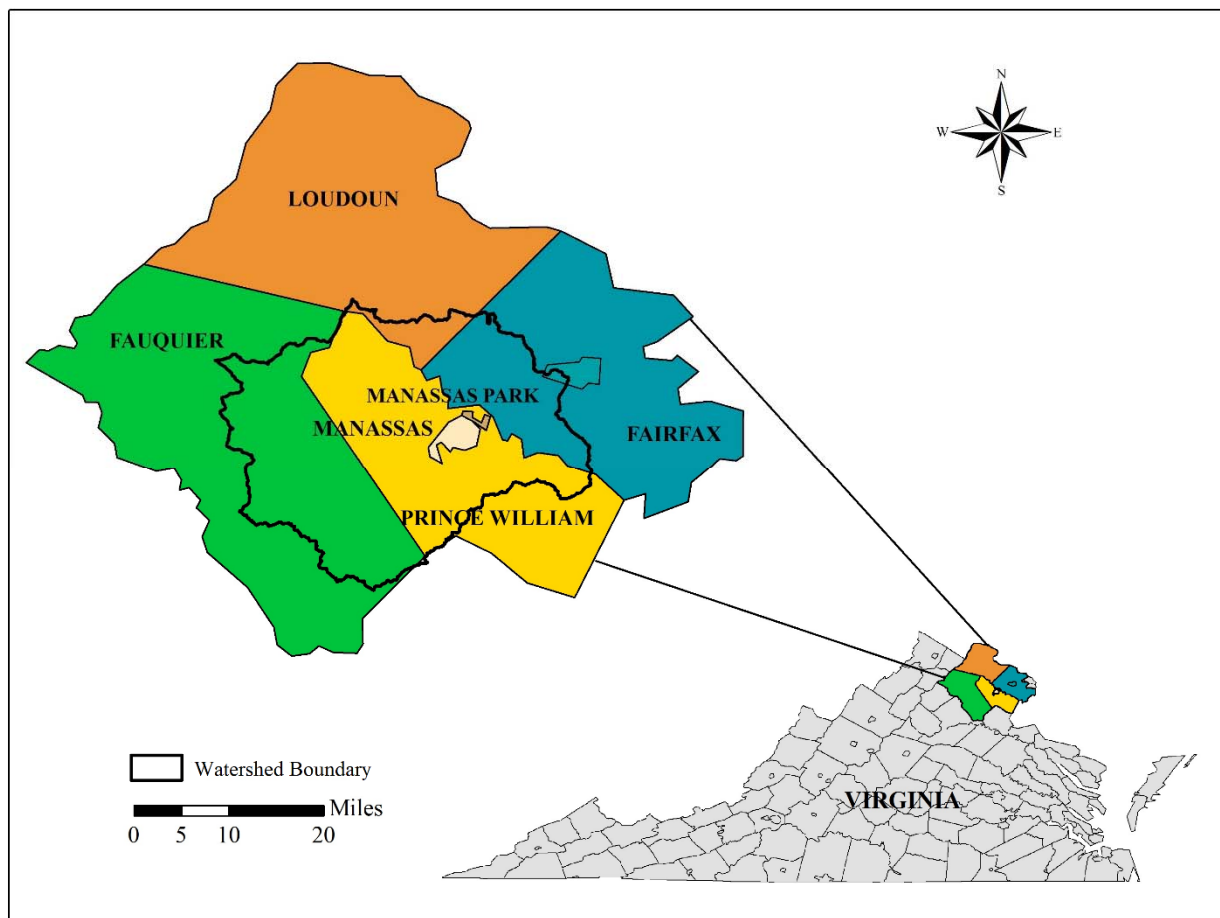 N
W E
S
LOUDOUN
FAUQUIER
MANASSAS PARK
MANASSAS
FAIRFAX
PRINCE WILLIAM
Watershed Boundary
Miles
0 5 10 20
VIRGINIA